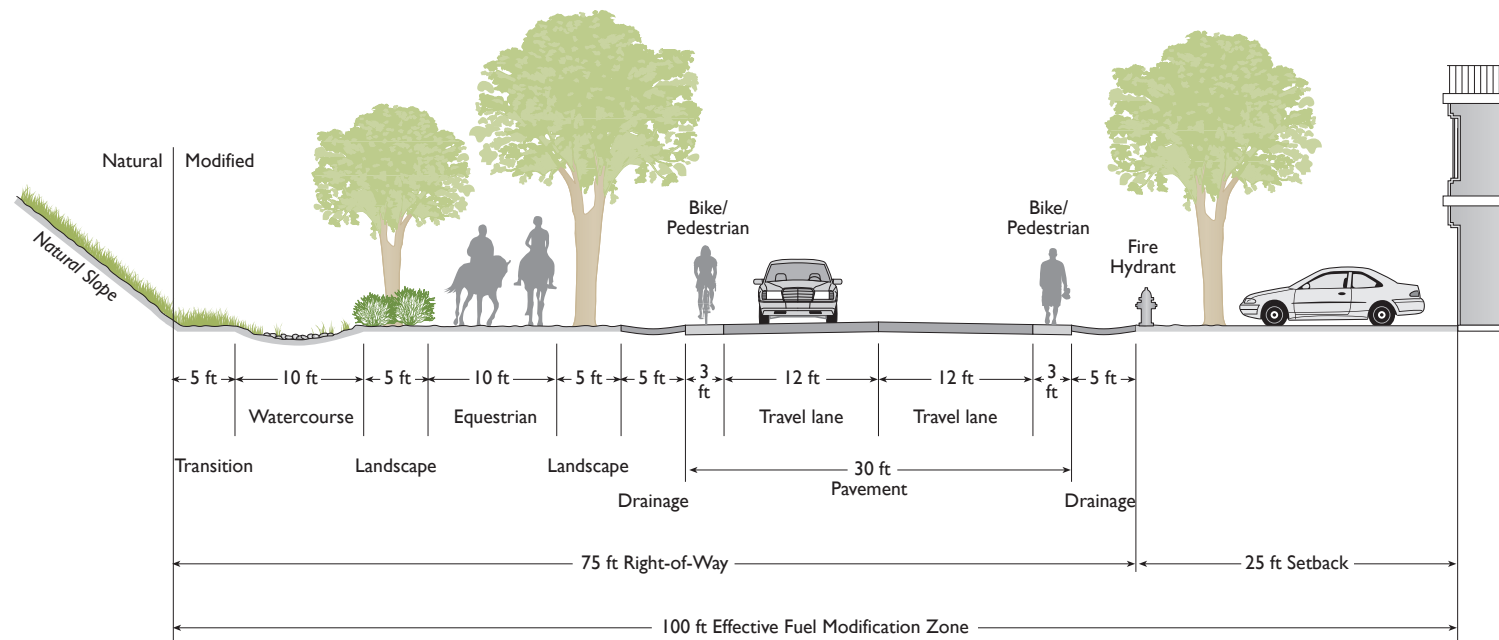 Natural
Modified
Natural Slope
Bike/
Pedestrian
Bike/
Pedestrian
Fire
Hydrant
5 ft
10 ft
5 ft
10 ft
5 ft
5 ft
3
ft
12 ft
12 ft
3
ft
5 ft
Watercourse
Equestrian
Travel lane
Travel lane
Transition
Landscape
Landscape
30 ft
Pavement
Drainage
Drainage
75 ft Right-of-Way
25 ft Setback
100 ft Effective Fuel Modification Zone